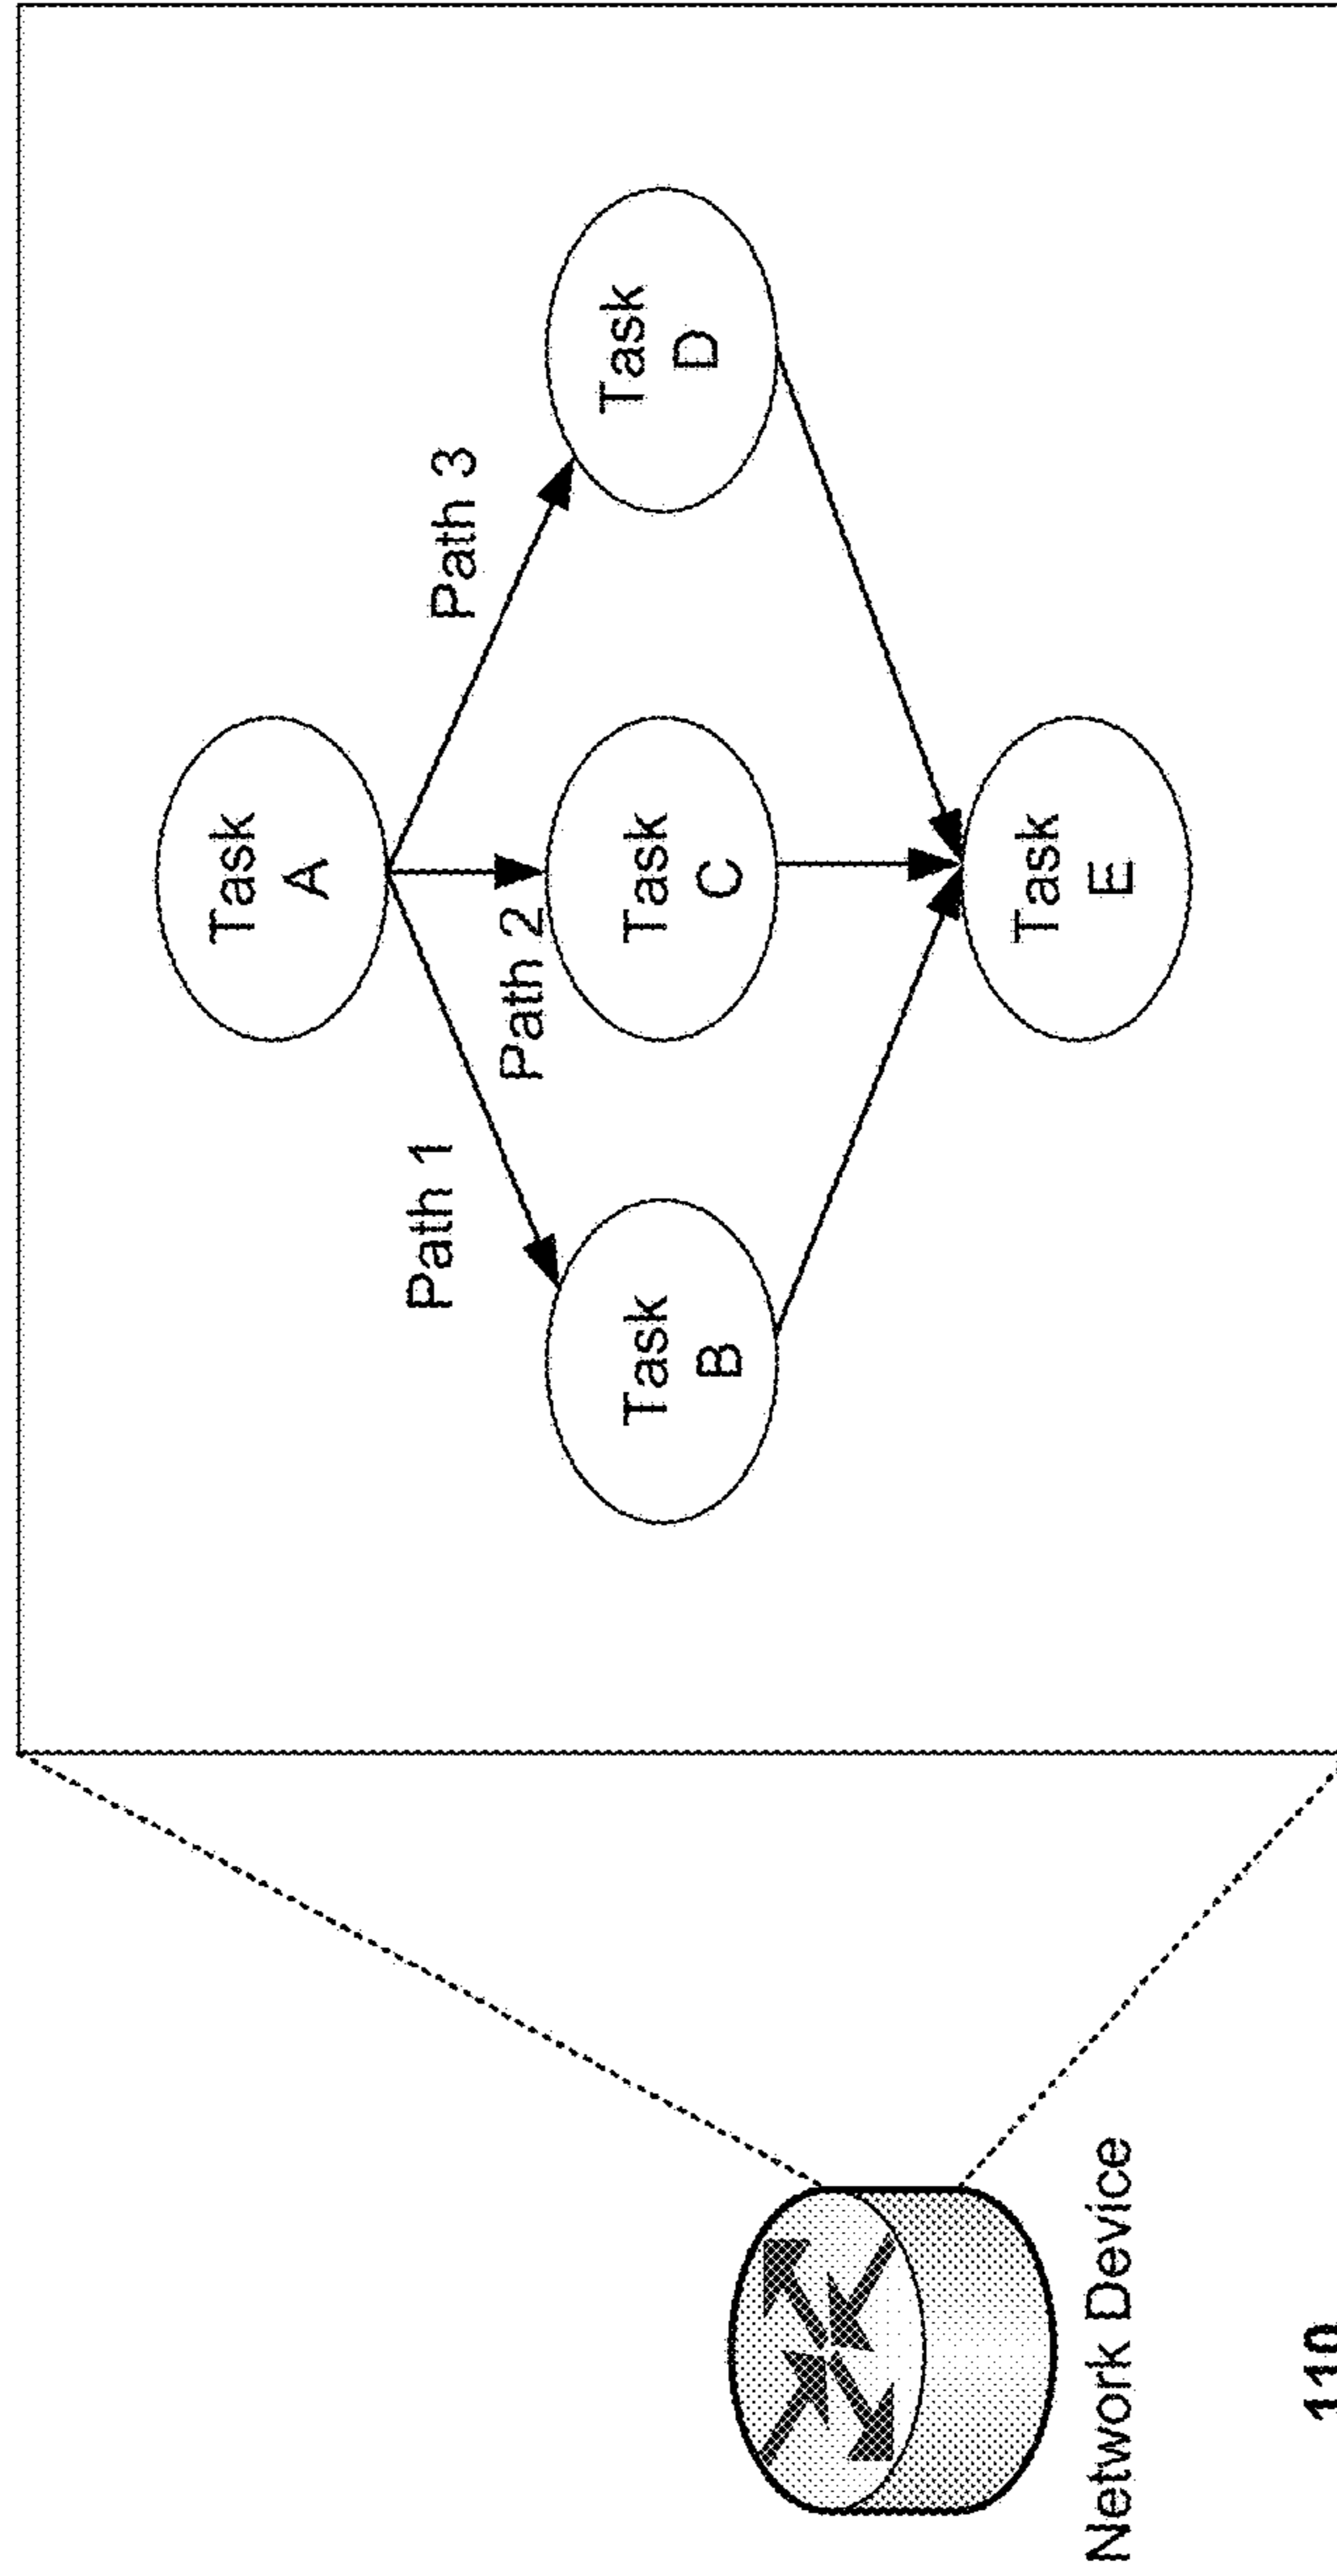 Task
A
Path 1
Path 3
Path 2
Task
B
Task
C
Task
D
Task
E
Network Device
110